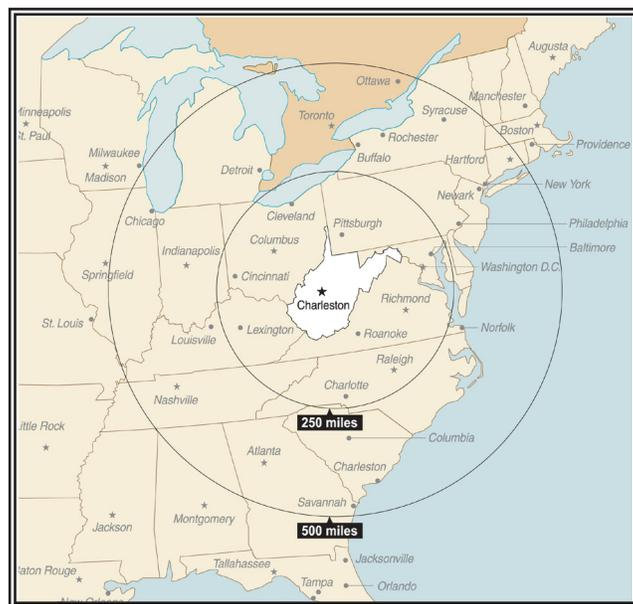 Augusta
Ottawa
Manchester
Minneapolis
St. Paul
Toronto
Syracuse
Boston
Rochester
Providence
Milwaukee
Madison
Buffalo
Hartford
Detroit
New York
Newark
Chicago
Cleveland
Pittsburgh
Philadelphia
Columbus
Baltimore
Indianapolis
Washington D.C.
Springfield
Cincinnati
Charleston
Richmond
St. Louis
Lexington
Norfolk
Louisville
Roanoke
Raleigh
Nashville
Charlotte
250 miles
Little Rock
Columbia
Atlanta
Charleston
Savannah
Montgomery
Jackson
500 miles
Jacksonville
Tallahassee
Baton Rouge
Tampa
Orlando
New Orleans